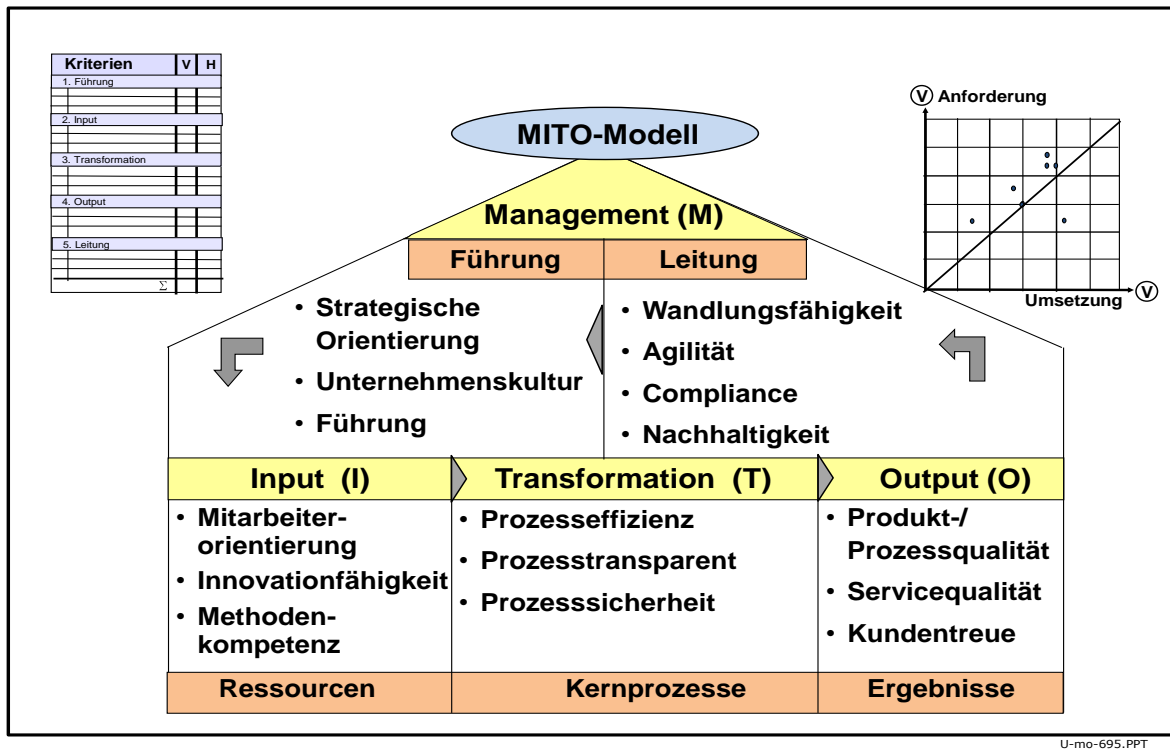 Kriterien V H
1. Führung
2. Input
3. Transformation
4. Output
5. Leitung
Σ
V Anforderung
Umsetzung V
MITO-Modell
Management (M)
Führung
Leitung
• Strategische
Orientierung
• Unternehmenskultur
• Führung
• Wandlungsfähigkeit
• Agilität
• Compliance
• Nachhaltigkeit
Input (I)
Transformation (T)
Output (O)
• Mitarbeiter-
orientierung
• Innovationfähigkeit
• Methoden-
kompetenz
• Prozesseffizienz
• Prozesstransparent
• Prozesssicherheit
• Produkt-/
Prozessqualität
• Servicequalität
• Kundentreue
Ressourcen
Kernprozesse
Ergebnisse
U-mo-695.PPT